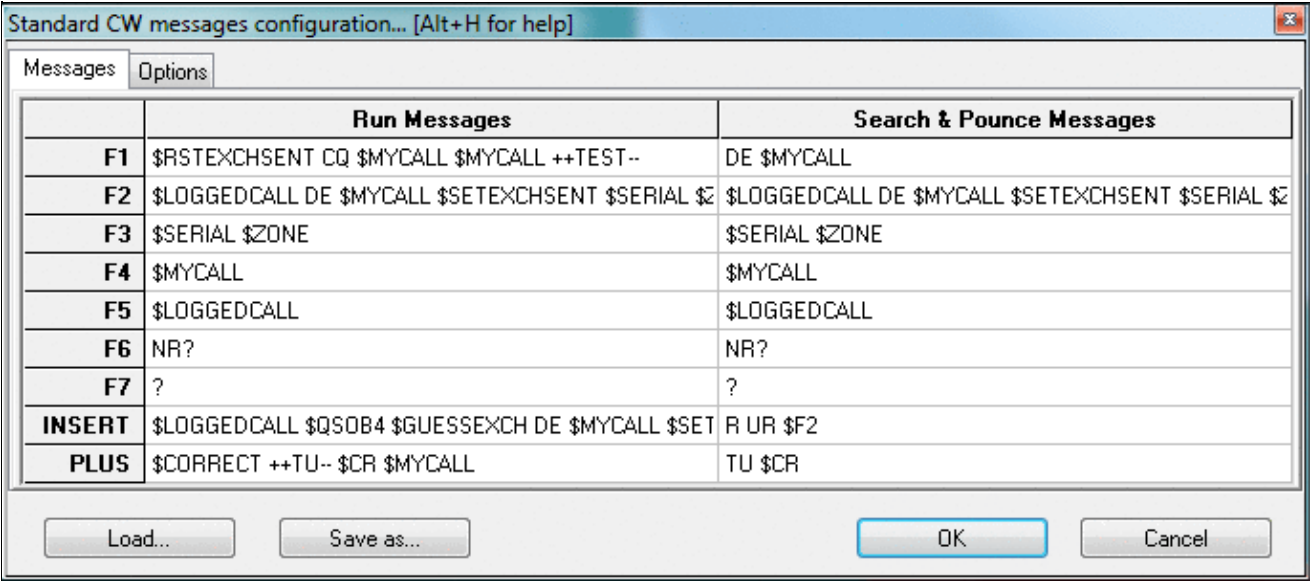 Standard CW messages configuration... [Alt+H for help]
Messages Options
Run Messages Search & Pounce Messages
F1 $RSTEXCHSENT CQ $MYCALL $MYCALL ++TEST-- DE $MYCALL
F2 $LOGGEDCALL DE $MYCALL $SETEXCHSENT $SERIAL $Z $LOGGEDCALL DE $MYCALL $SETEXCHSENT $SERIAL $Z
F3 $SERIAL $ZONE $SERIAL $ZONE
F4 $MYCALL $MYCALL
F5 $LOGGEDCALL $LOGGEDCALL
F6 NR? NR?
F7 ? ?
INSERT $LOGGEDCALL $QSOB4 $GUESSEXCH DE $MYCALL $SET R UR $F2
PLUS $CORRECT ++TU-- $CR $MYCALL TU $CR
Load... Save as... OK Cancel